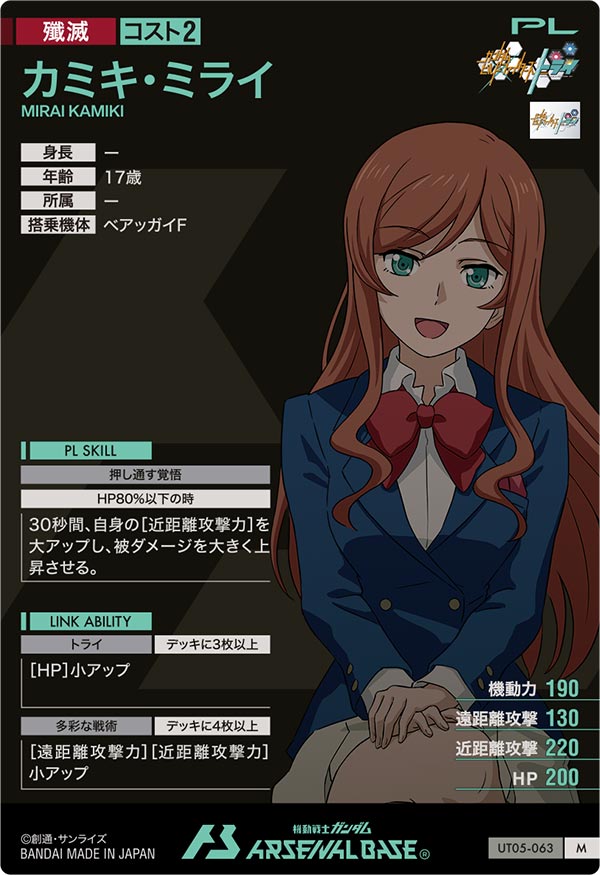 殲滅 コスト2 PL
カミキ・ミライ
MIRAI KAMIKI
身長 ー
年齢 17歳
所属 ー
搭乗機体 ベアッガイF
PL SKILL
押し通す覚悟
HP80%以下の時
30秒間、自身の[近距離攻撃力]を
大アップし、被ダメージを大きく上
昇させる。
LINK ABILITY
トライ デッキに3枚以上
[HP]小アップ
多彩な戦術 デッキに4枚以上
[遠距離攻撃力][近距離攻撃力]
小アップ
機動力 190
遠距離攻撃 130
近距離攻撃 220
HP 200
©創通・サンライズ
BANDAI MADE IN JAPAN
機動戦士ガンダム
ARSENAL BASE®
UT05-063 M